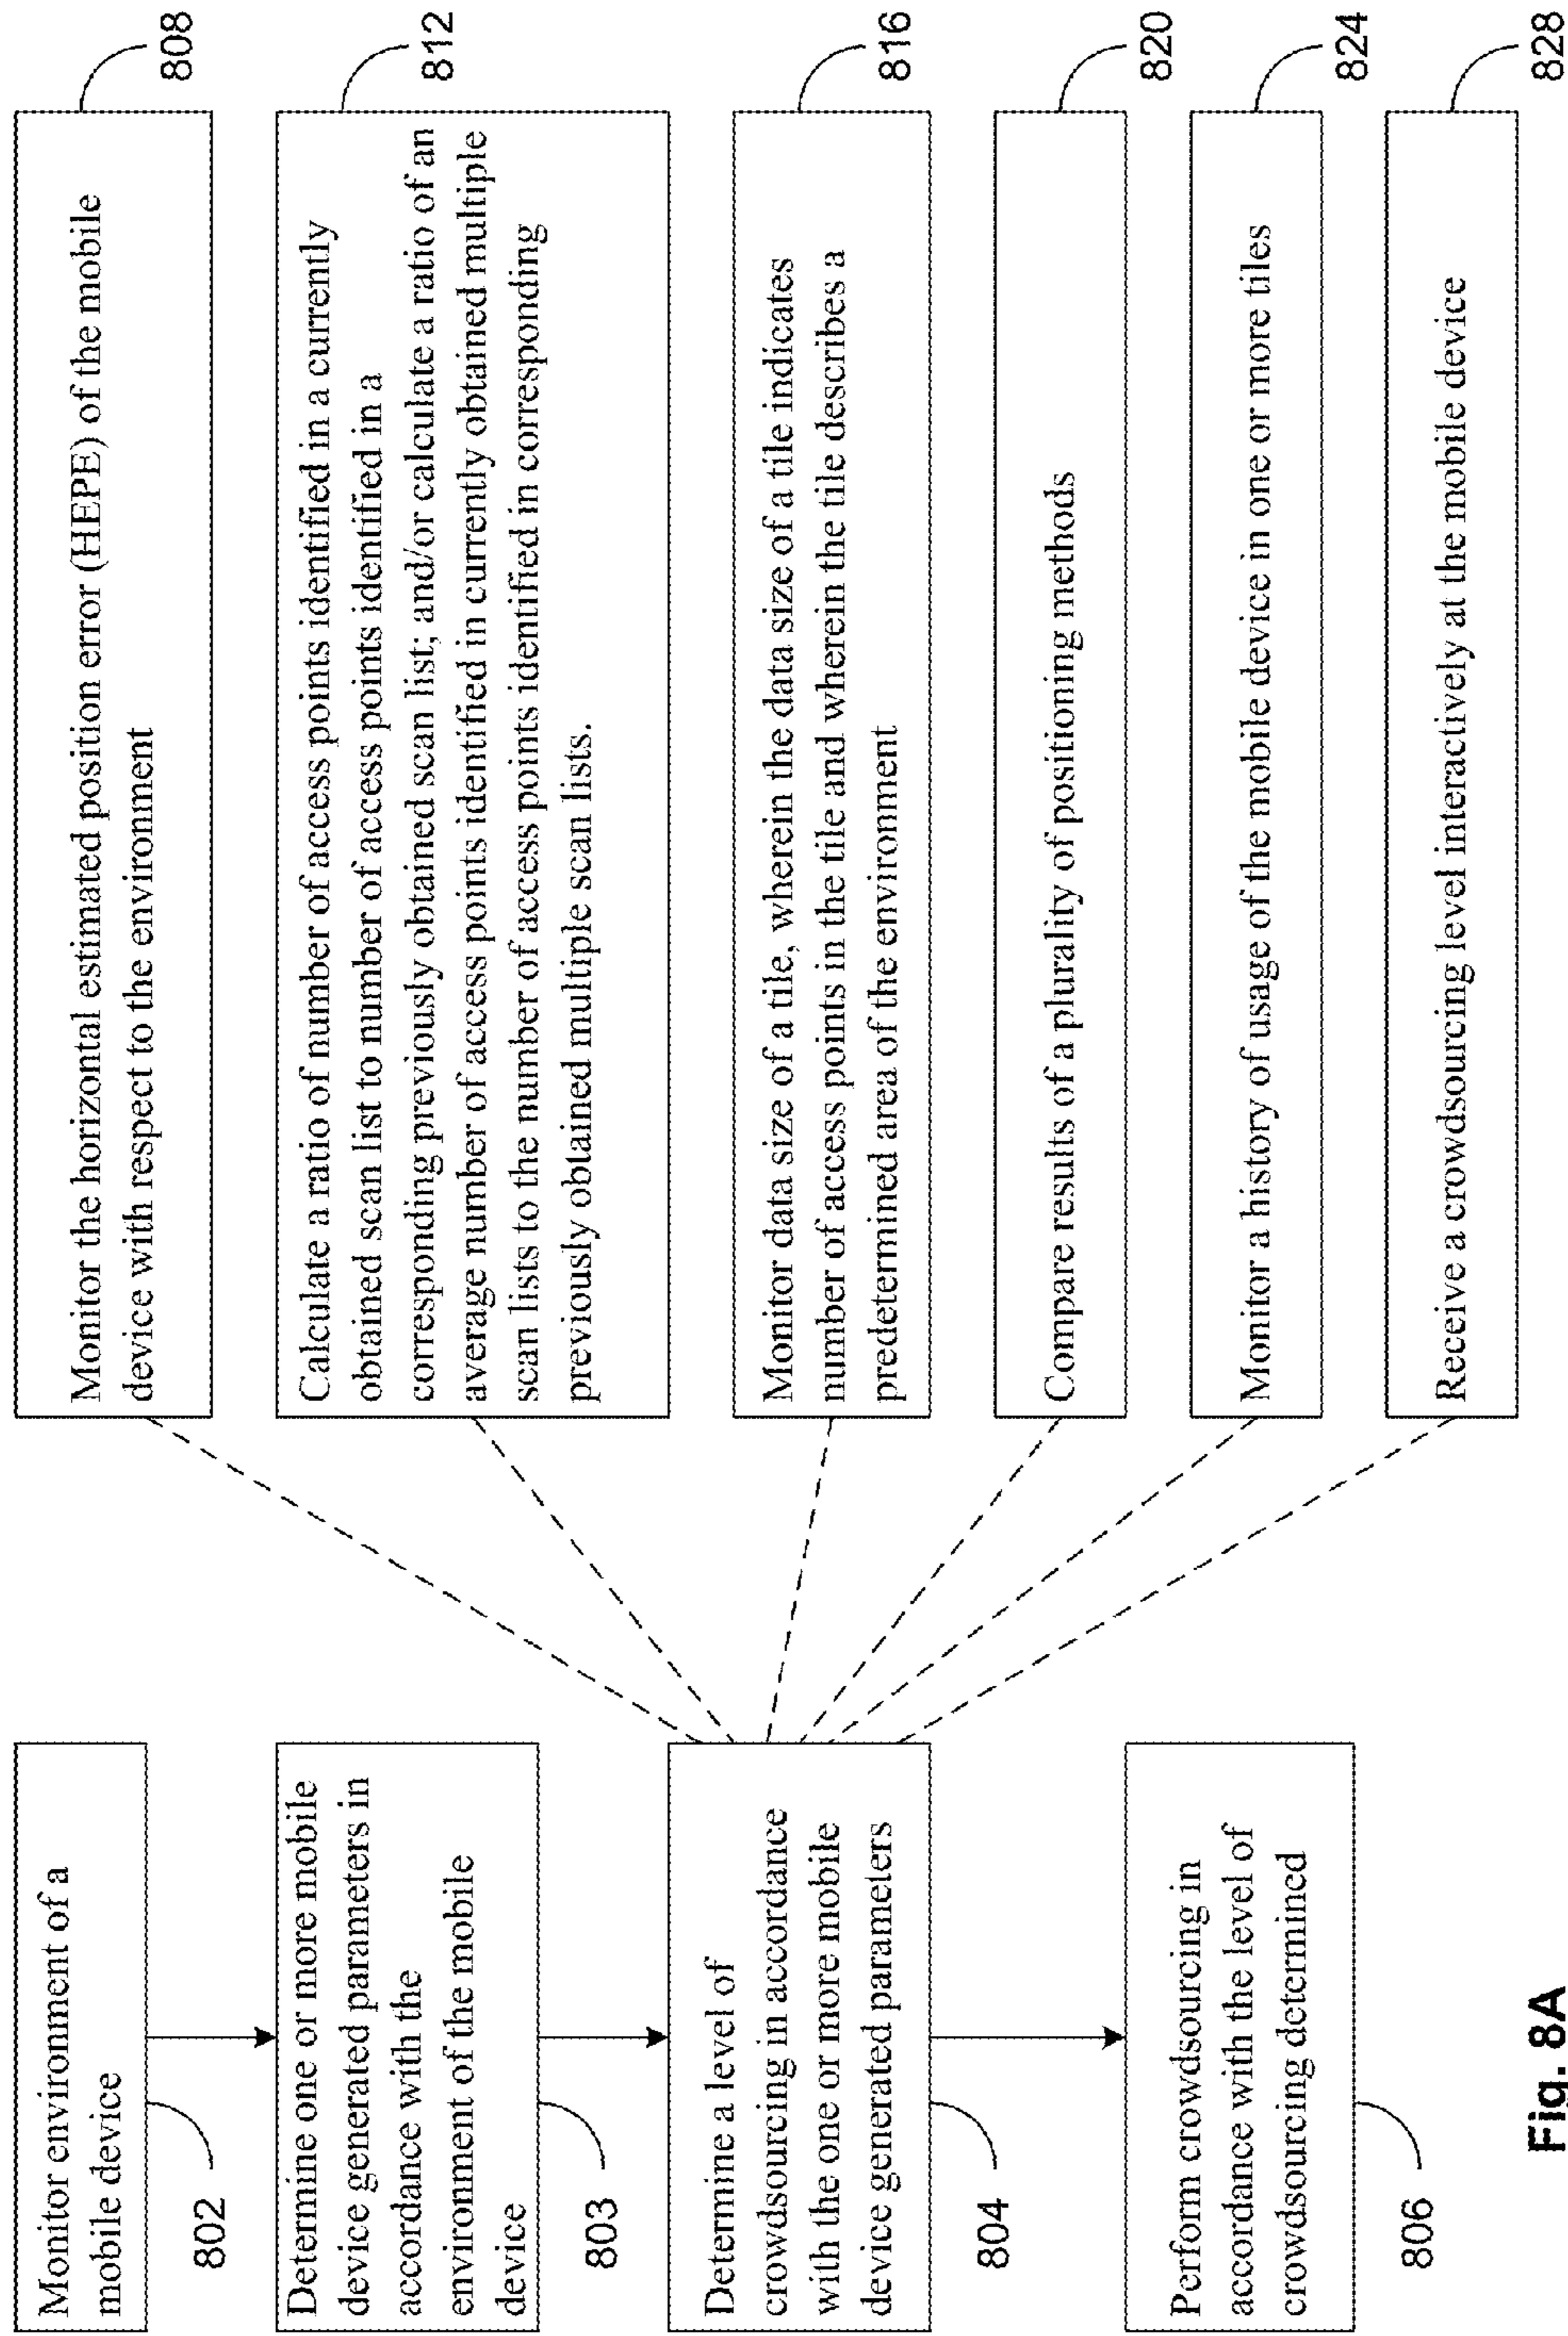 Monitor environment of a
mobile device
802
Determine one or more mobile
device generated parameters in
accordance with the
environment of the mobile
device
803
Determine a level of
crowdsourcing in accordance
with the one or more mobile
device generated parameters
804
Perform crowdsourcing in
accordance with the level of
crowdsourcing determined
806
Monitor the horizontal estimated position error (HEPE) of the mobile
device with respect to the environment
808
Calculate a ratio of number of access points identified in a currently
obtained scan list to number of access points identified in a
corresponding previously obtained scan list; and/or calculate a ratio of an
average number of access points identified in currently obtained multiple
scan lists to the number of access points identified in corresponding
previously obtained multiple scan lists.
812
Monitor data size of a tile, wherein the data size of a tile indicates
number of access points in the tile and wherein the tile describes a
predetermined area of the environment
816
Compare results of a plurality of positioning methods
820
Monitor a history of usage of the mobile device in one or more tiles
824
Receive a crowdsourcing level interactively at the mobile device
828
Fig. 8A